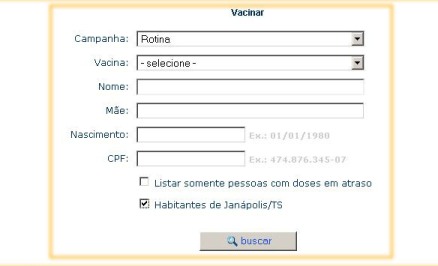 Vacinar
Campanha: Rotina
Vacina: - selecione -
Nome:
Mãe:
Nascimento: Ex.: 01/01/1980
CPF: Ex.: 474.876.345-07
Listar somente pessoas com doses em atraso
Habitantes de Janápolis/TS
buscar